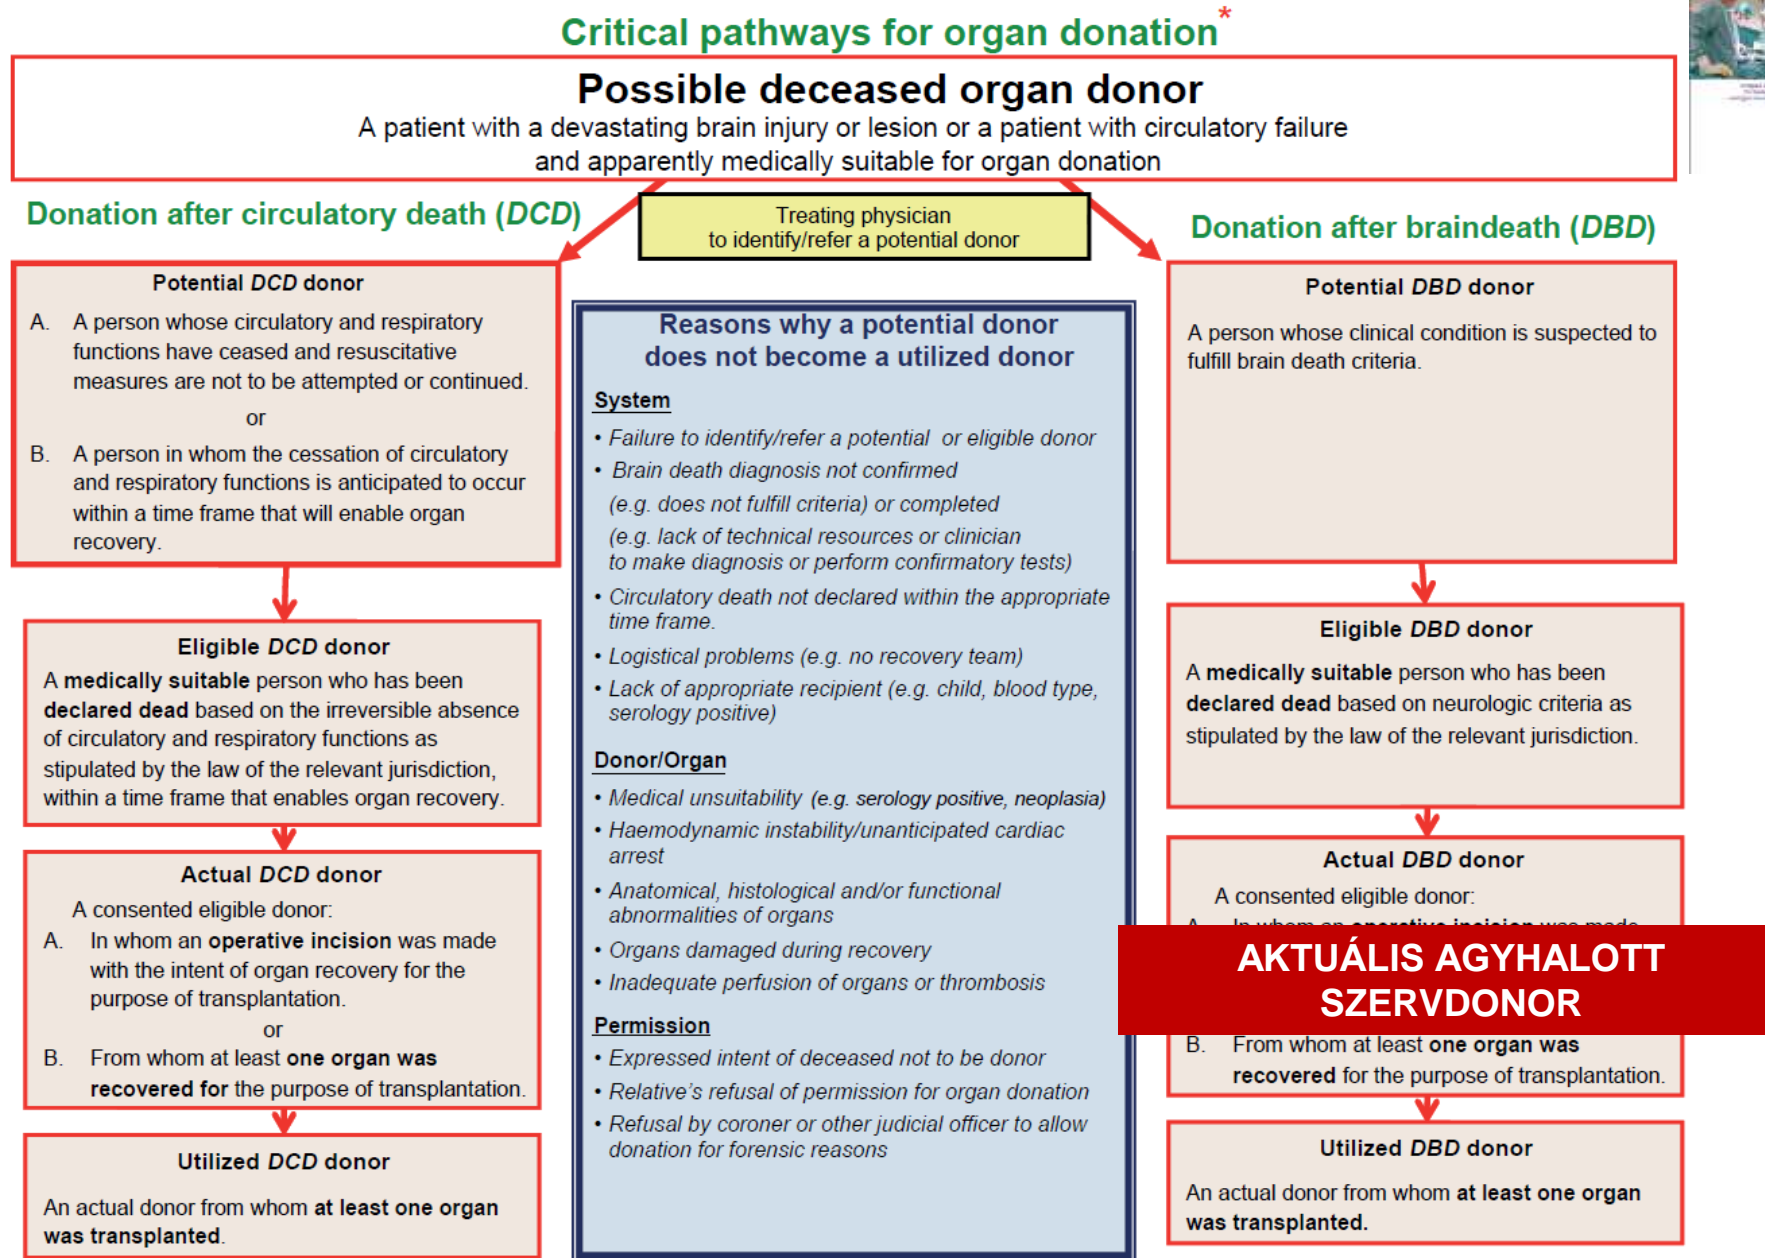 Critical pathways for organ donation*
Possible deceased organ donor
A patient with a devastating brain injury or lesion or a patient with circulatory failure
and apparently medically suitable for organ donation
Treating physician
to identify/refer a potential donor
Donation after circulatory death (DCD)
Potential DCD donor
A. A person whose circulatory and respiratory
functions have ceased and resuscitative
measures are not to be attempted or continued.
or
B. A person in whom the cessation of circulatory
and respiratory functions is anticipated to occur
within a time frame that will enable organ
recovery.
Eligible DCD donor
A medically suitable person who has been
declared dead based on the irreversible absence
of circulatory and respiratory functions as
stipulated by the law of the relevant jurisdiction,
within a time frame that enables organ recovery.
Actual DCD donor
A consented eligible donor:
A. In whom an operative incision was made
with the intent of organ recovery for the
purpose of transplantation.
or
B. From whom at least one organ was
recovered for the purpose of transplantation.
Utilized DCD donor
An actual donor from whom at least one organ
was transplanted.
Reasons why a potential donor
does not become a utilized donor
System
• Failure to identify/refer a potential or eligible donor
• Brain death diagnosis not confirmed
(e.g. does not fulfill criteria) or completed
(e.g. lack of technical resources or clinician
to make diagnosis or perform confirmatory tests)
• Circulatory death not declared within the appropriate
time frame.
• Logistical problems (e.g. no recovery team)
• Lack of appropriate recipient (e.g. child, blood type,
serology positive)
Donor/Organ
• Medical unsuitability (e.g. serology positive, neoplasia)
• Haemodynamic instability/unanticipated cardiac
arrest
• Anatomical, histological and/or functional
abnormalities of organs
• Organs damaged during recovery
• Inadequate perfusion of organs or thrombosis
Permission
• Expressed intent of deceased not to be donor
• Relative's refusal of permission for organ donation
• Refusal by coroner or other judicial officer to allow
donation for forensic reasons
Donation after braindeath (DBD)
Potential DBD donor
A person whose clinical condition is suspected to
fulfill brain death criteria.
Eligible DBD donor
A medically suitable person who has been
declared dead based on neurologic criteria as
stipulated by the law of the relevant jurisdiction.
Actual DBD donor
A consented eligible donor:
A. In whom an operative incision was made
AKTUÁLIS AGYHALOTT
SZERVDONOR
B. From whom at least one organ was
recovered for the purpose of transplantation.
Utilized DBD donor
An actual donor from whom at least one organ
was transplanted.